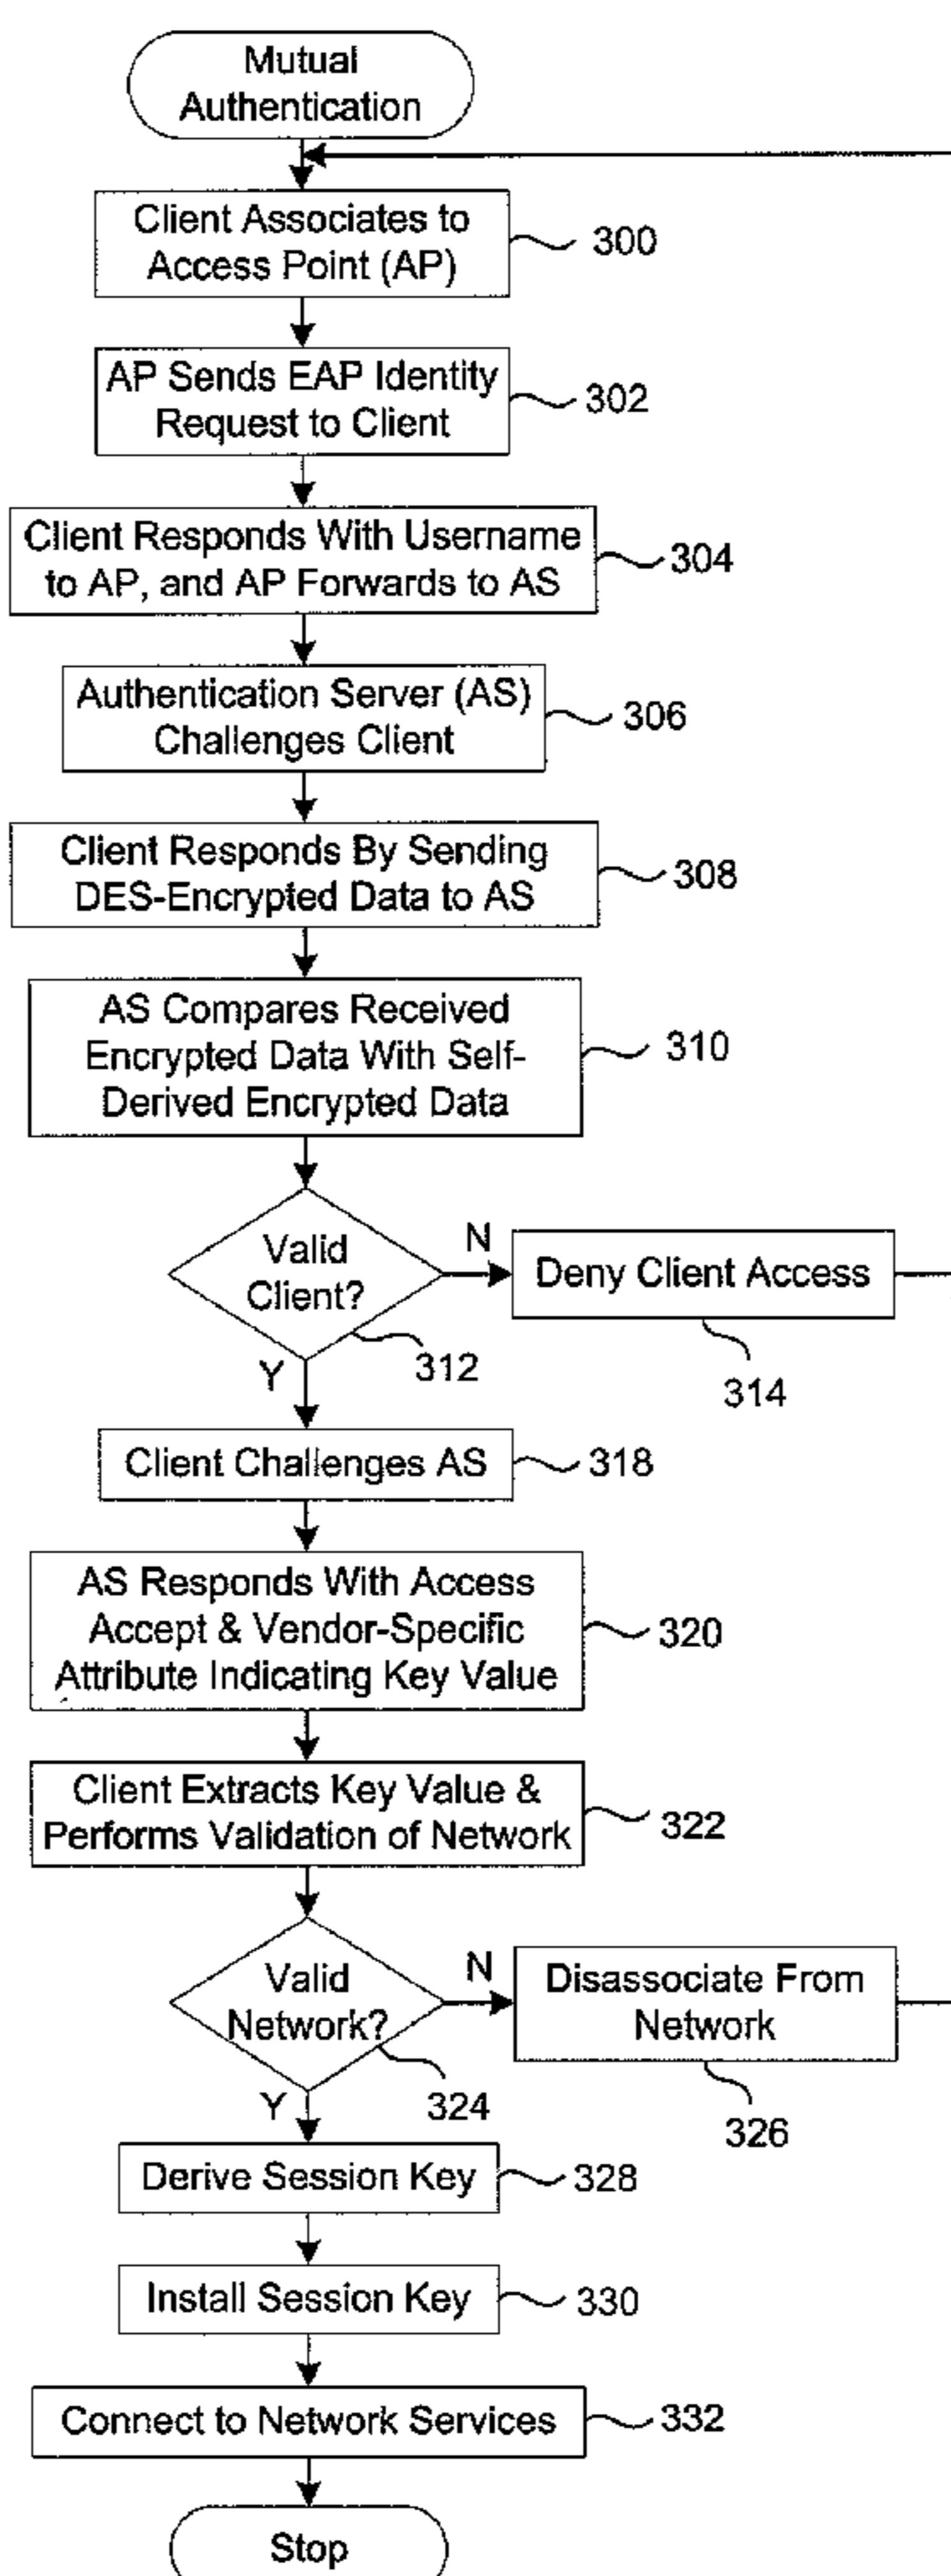 Mutual
Authentication
Client Associates to
Access Point (AP)
300
AP Sends EAP Identity
Request to Client
302
Client Responds With Username
to AP, and AP Forwards to AS
304
Authentication Server (AS)
Challenges Client
306
Client Responds By Sending
DES-Encrypted Data to AS
308
AS Compares Received
Encrypted Data With Self-
Derived Encrypted Data
310
Valid
Client?
312
N
Deny Client Access
314
Y
Client Challenges AS
318
AS Responds With Access
Accept & Vendor-Specific
Attribute Indicating Key Value
320
Client Extracts Key Value &
Performs Validation of Network
322
Valid
Network?
324
N
Disassociate From
Network
326
Y
Derive Session Key
328
Install Session Key
330
Connect to Network Services
332
Stop